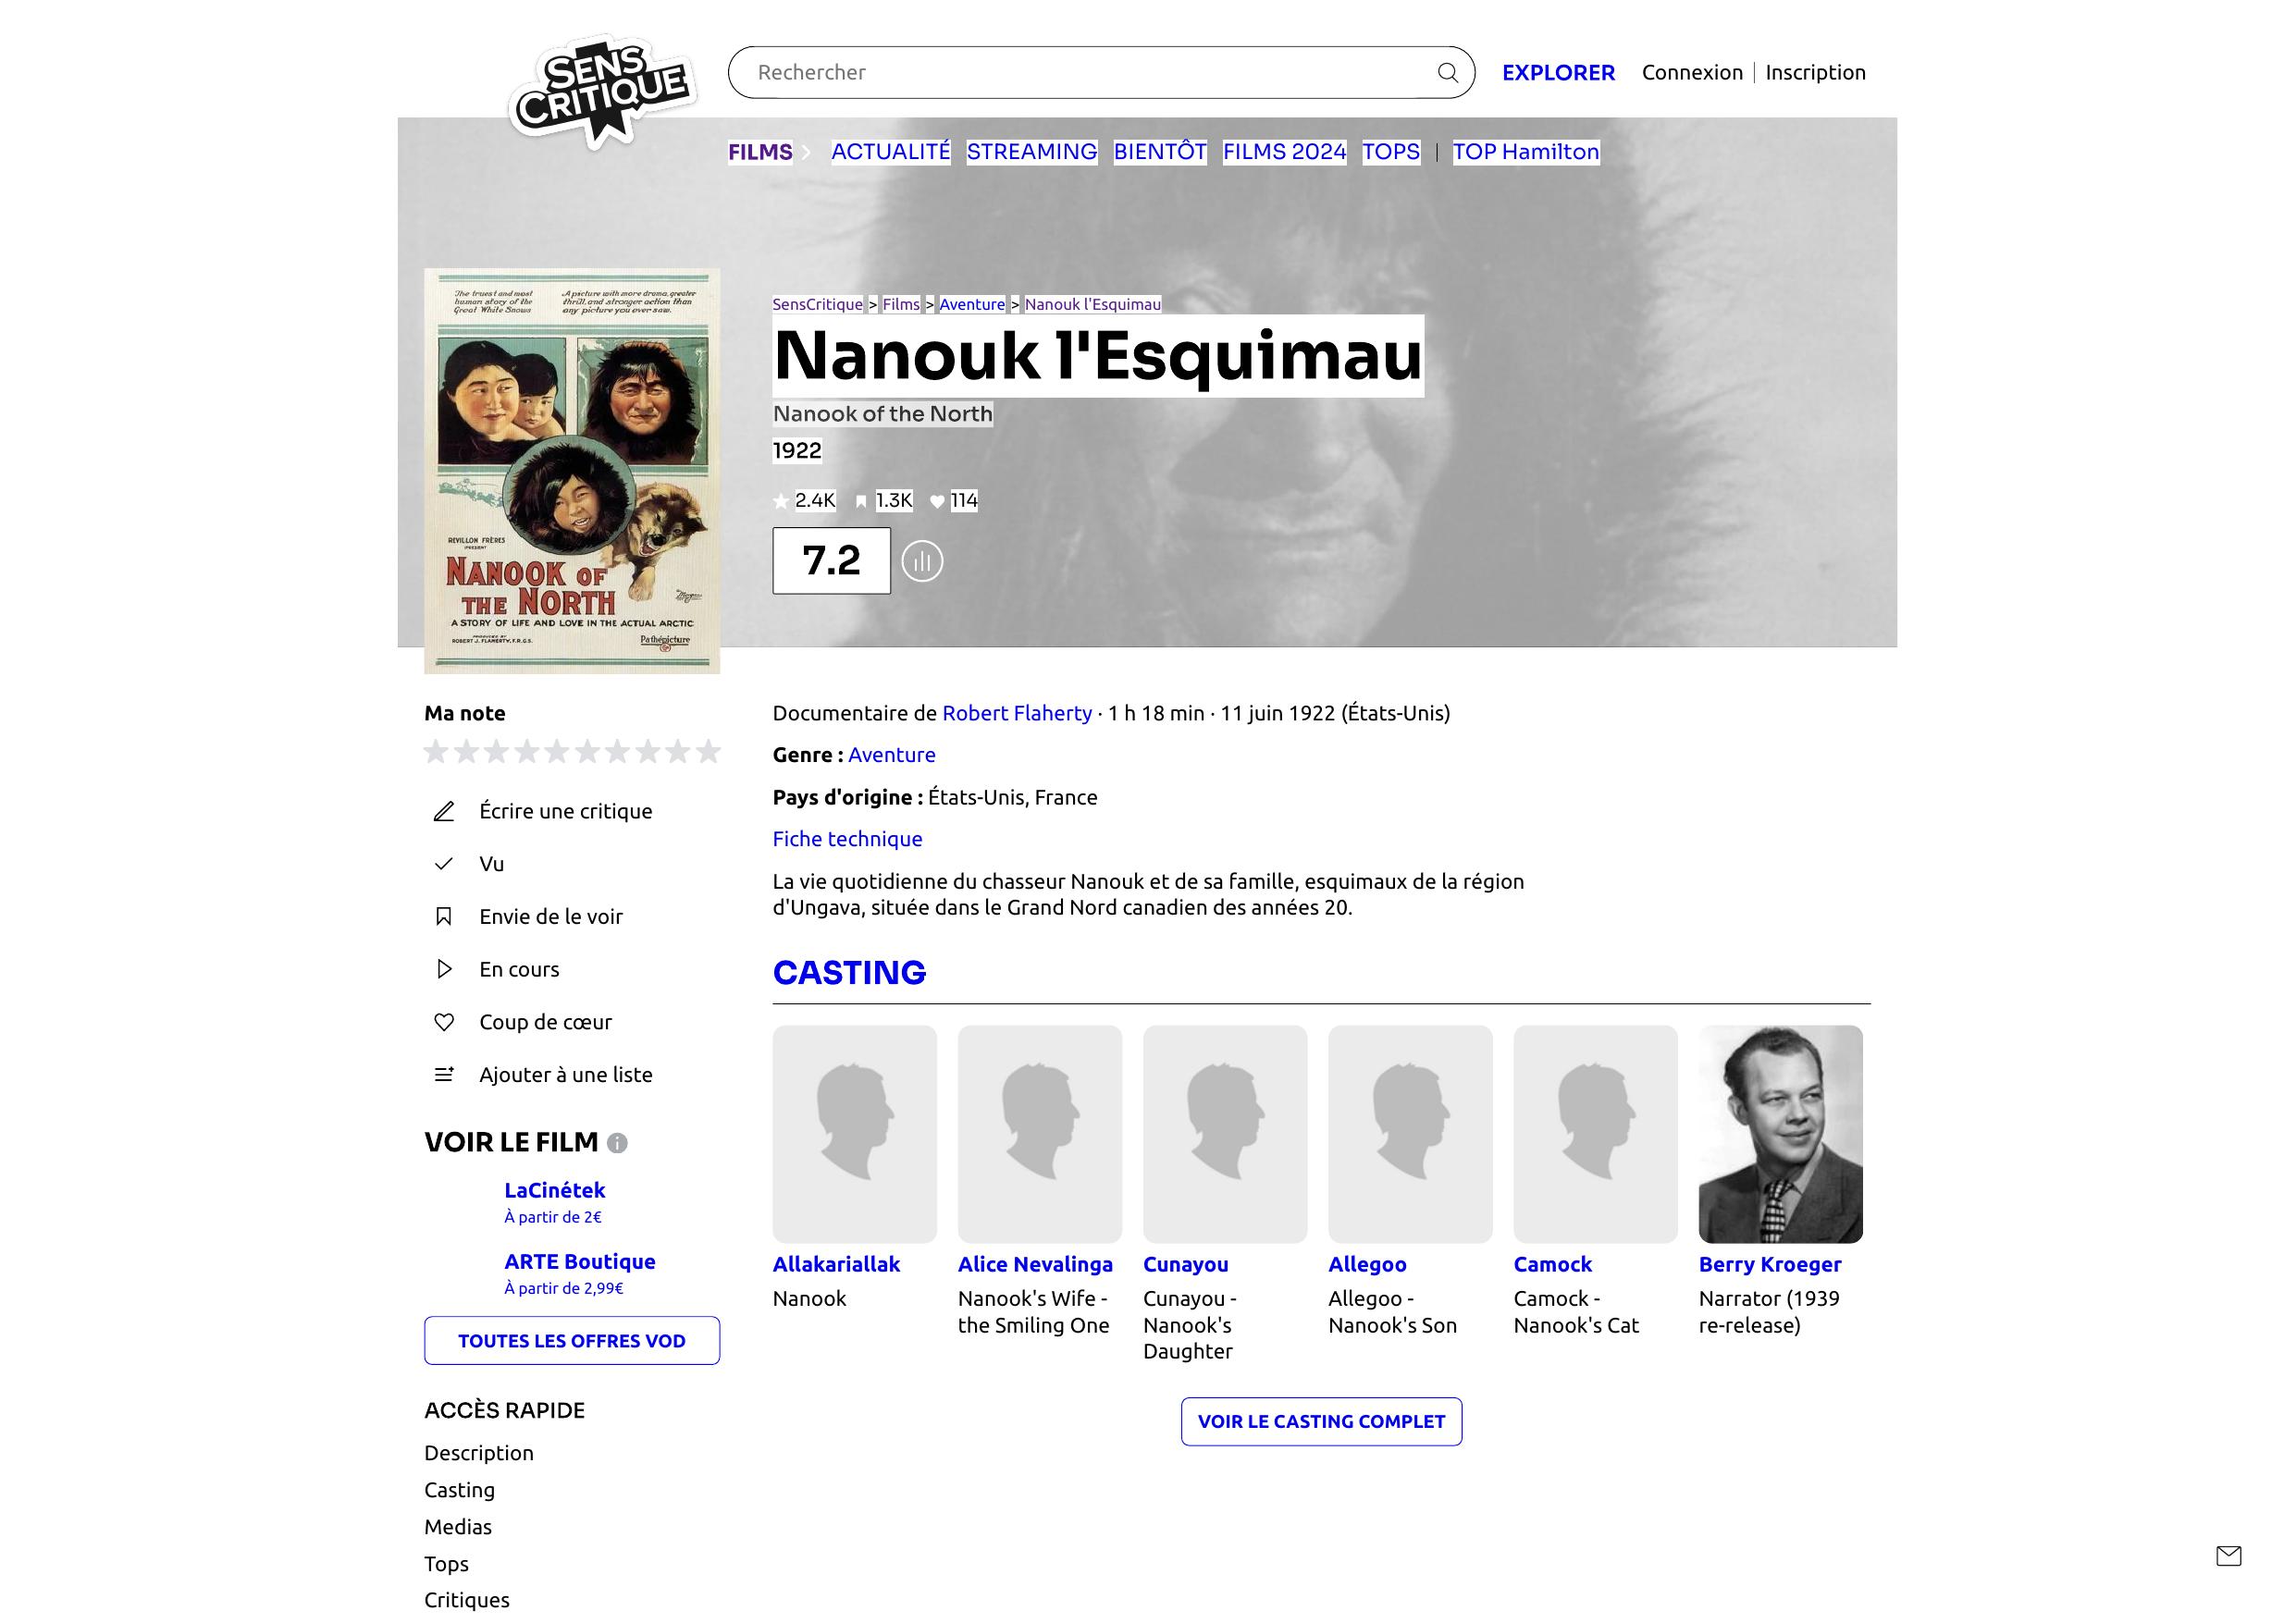 SENS
CRITIQUE
Rechercher
EXPLORER
Connexion
Inscription
FILMS
ACTUALITÉ
STREAMING
BIENTÔT
FILMS 2024
TOPS
TOP Hamilton
The truest and most
human story of the
Great White Snows
A picture with more drama, greater
thrill, and stronger action than
any picture you ever saw.
REVILLON FRÈRES
PRESENT
NANOOK OF
THE NORTH
A STORY OF LIFE AND LOVE IN THE ACTUAL ARCTIC
PRODUCED BY
ROBERT J. FLAHERTY, F.R.G.S.
Pathépicture
SensCritique > Films > Aventure > Nanouk l'Esquimau
Nanouk l'Esquimau
Nanook of the North
1922
2.4K 1.3K 114
7.2
Ma note
Écrire une critique
Vu
Envie de le voir
En cours
Coup de cœur
Ajouter à une liste
VOIR LE FILM
LaCinétek
À partir de 2€
ARTE Boutique
À partir de 2,99€
TOUTES LES OFFRES VOD
ACCÈS RAPIDE
Description
Casting
Medias
Tops
Critiques
Documentaire de Robert Flaherty · 1 h 18 min · 11 juin 1922 (États-Unis)
Genre : Aventure
Pays d'origine : États-Unis, France
Fiche technique
La vie quotidienne du chasseur Nanouk et de sa famille, esquimaux de la région
d'Ungava, située dans le Grand Nord canadien des années 20.
CASTING
Allakariallak
Nanook
Alice Nevalinga
Nanook's Wife -
the Smiling One
Cunayou
Cunayou -
Nanook's
Daughter
Allegoo
Allegoo -
Nanook's Son
Camock
Camock -
Nanook's Cat
Berry Kroeger
Narrator (1939
re-release)
VOIR LE CASTING COMPLET